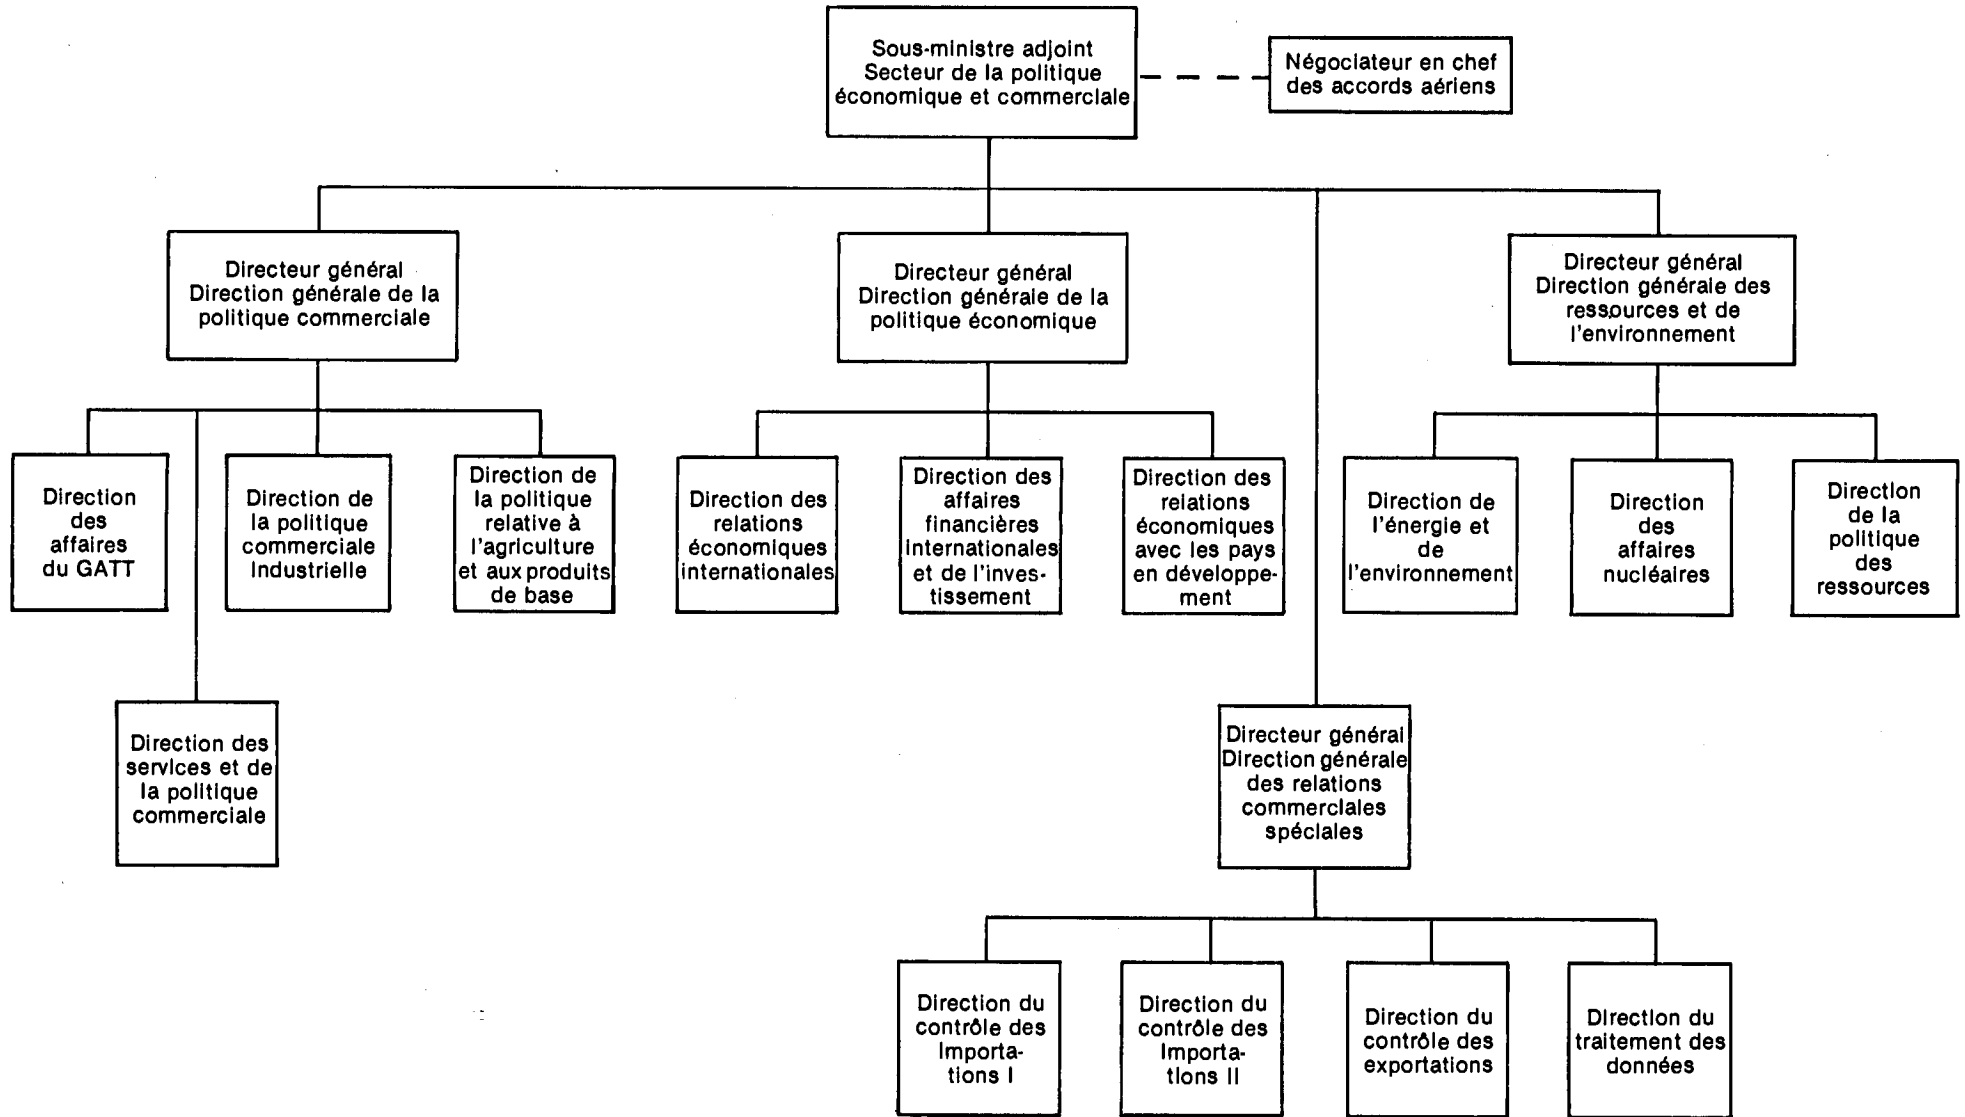 Sous-ministre adjoint
Secteur de la politique
économique et commerciale
Négociateur en chef
des accords aériens
Directeur général
Direction générale de la
politique commerciale
Directeur général
Direction générale de la
politique économique
Directeur général
Direction générale des
ressources et de
l'environnement
Direction
des
affaires
du GATT
Direction de
la politique
commerciale
Industrielle
Direction de
la politique
relative à
l'agriculture
et aux produits
de base
Direction des
relations
économiques
internationales
Direction des
affaires
financières
internationales
et de l'inves-
tissement
Direction des
relations
économiques
avec les pays
en développe-
ment
Direction de
l'énergie et
de
l'environnement
Direction
des
affaires
nucléaires
Direction
de la
politique
des
ressources
Direction des
services et de
la politique
commerciale
Directeur général
Direction générale
des relations
commerciales
spéciales
Direction du
contrôle des
Importa-
tions I
Direction du
contrôle des
Importa-
tions II
Direction du
contrôle des
exportations
Direction du
traitement des
données